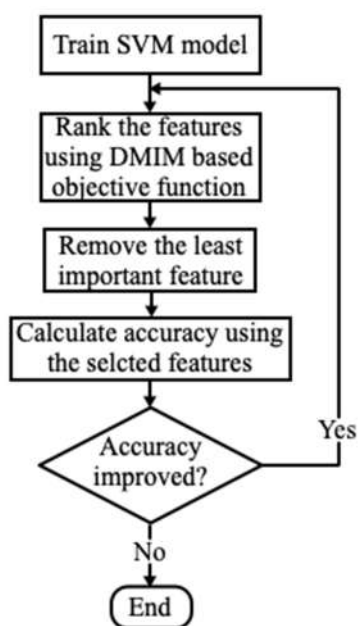 Train SVM model
Rank the features
using DMIM based
objective function
Remove the least
important feature
Calculate accuracy using
the selcted features
Accuracy
improved?
Yes
No
End